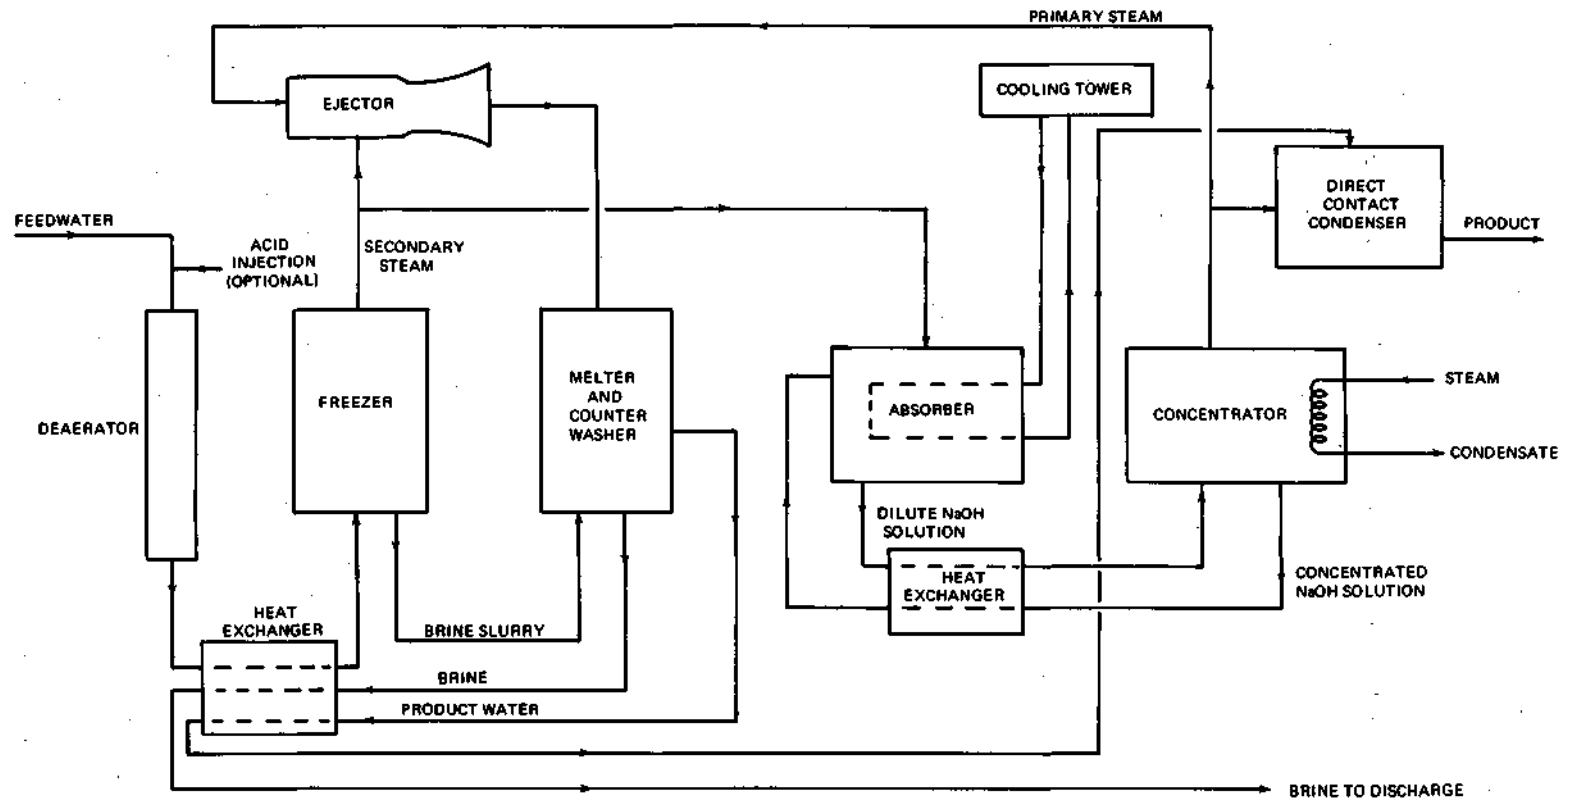 PRIMARY STEAM
EJECTOR
COOLING TOWER
DIRECT
CONTACT
CONDENSER
PRODUCT
FEEDWATER
ACID
INJECTION
(OPTIONAL)
SECONDARY
STEAM
DEAERATOR
FREEZER
MELTER
AND
COUNTER
WASHER
ABSORBER
CONCENTRATOR
STEAM
CONDENSATE
DILUTE NaOH
SOLUTION
HEAT
EXCHANGER
CONCENTRATED
NaOH SOLUTION
HEAT
EXCHANGER
BRINE SLURRY
BRINE
PRODUCT WATER
BRINE TO DISCHARGE